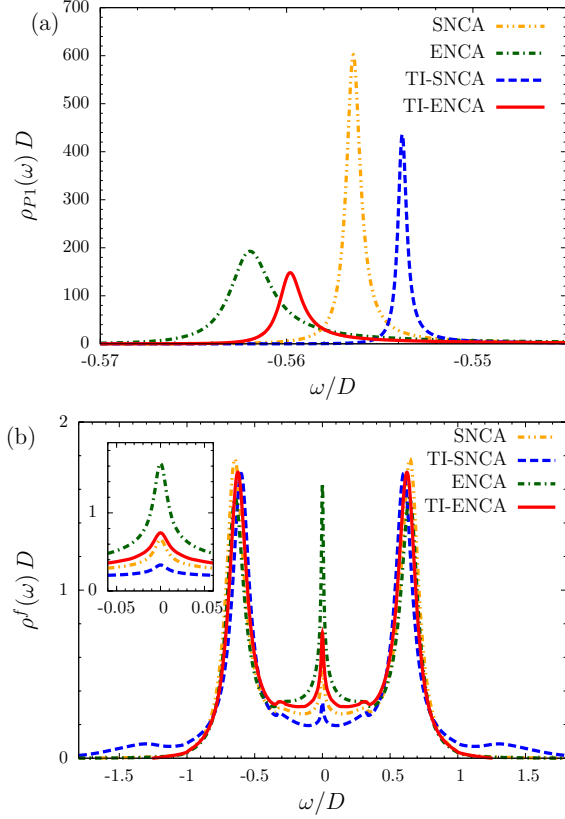 (a)
ρ_{P1}(ω) D
700
600
500
400
300
200
100
0
SNCA
ENCA
TI-SNCA
TI-ENCA
-0.57 -0.56 -0.55
ω/D
(b)
ρ^f(ω) D
2
1
0
SNCA
TI-SNCA
ENCA
TI-ENCA
1
0
-0.05 0 0.05
-1.5 -1 -0.5 0 0.5 1 1.5
ω/D